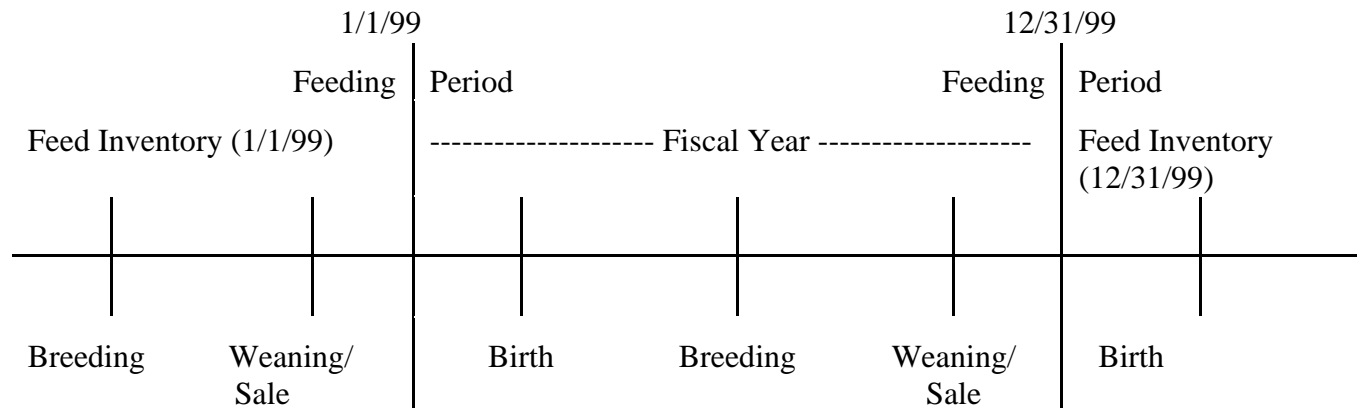 1/1/99 12/31/99
Feeding Period Feeding Period
Feed Inventory (1/1/99) --------------------- Fiscal Year -------------------- Feed Inventory
(12/31/99)
Breeding Weaning/ Birth Breeding Weaning/ Birth
Sale Sale